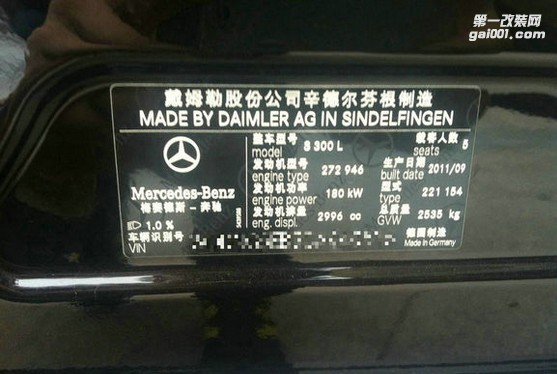 第一改装网
gai001.com
戴姆勒股份公司辛德尔芬根制造
MADE BY DAIMLER AG IN SINDELFINGEN
整车型号 S 300 L 载客人数 5
model seats
发动机型号 272 946 生产日期 2011/09
engine type built date
Mercedes-Benz 发动机功率 180 kW 型式 221 154
engine power type
梅赛德斯-奔驰 发动机排量 2996 cc 总质量 2535 kg
1.0 % eng. displ. GVW
车辆识别号 德国制造
VIN Made in Germany